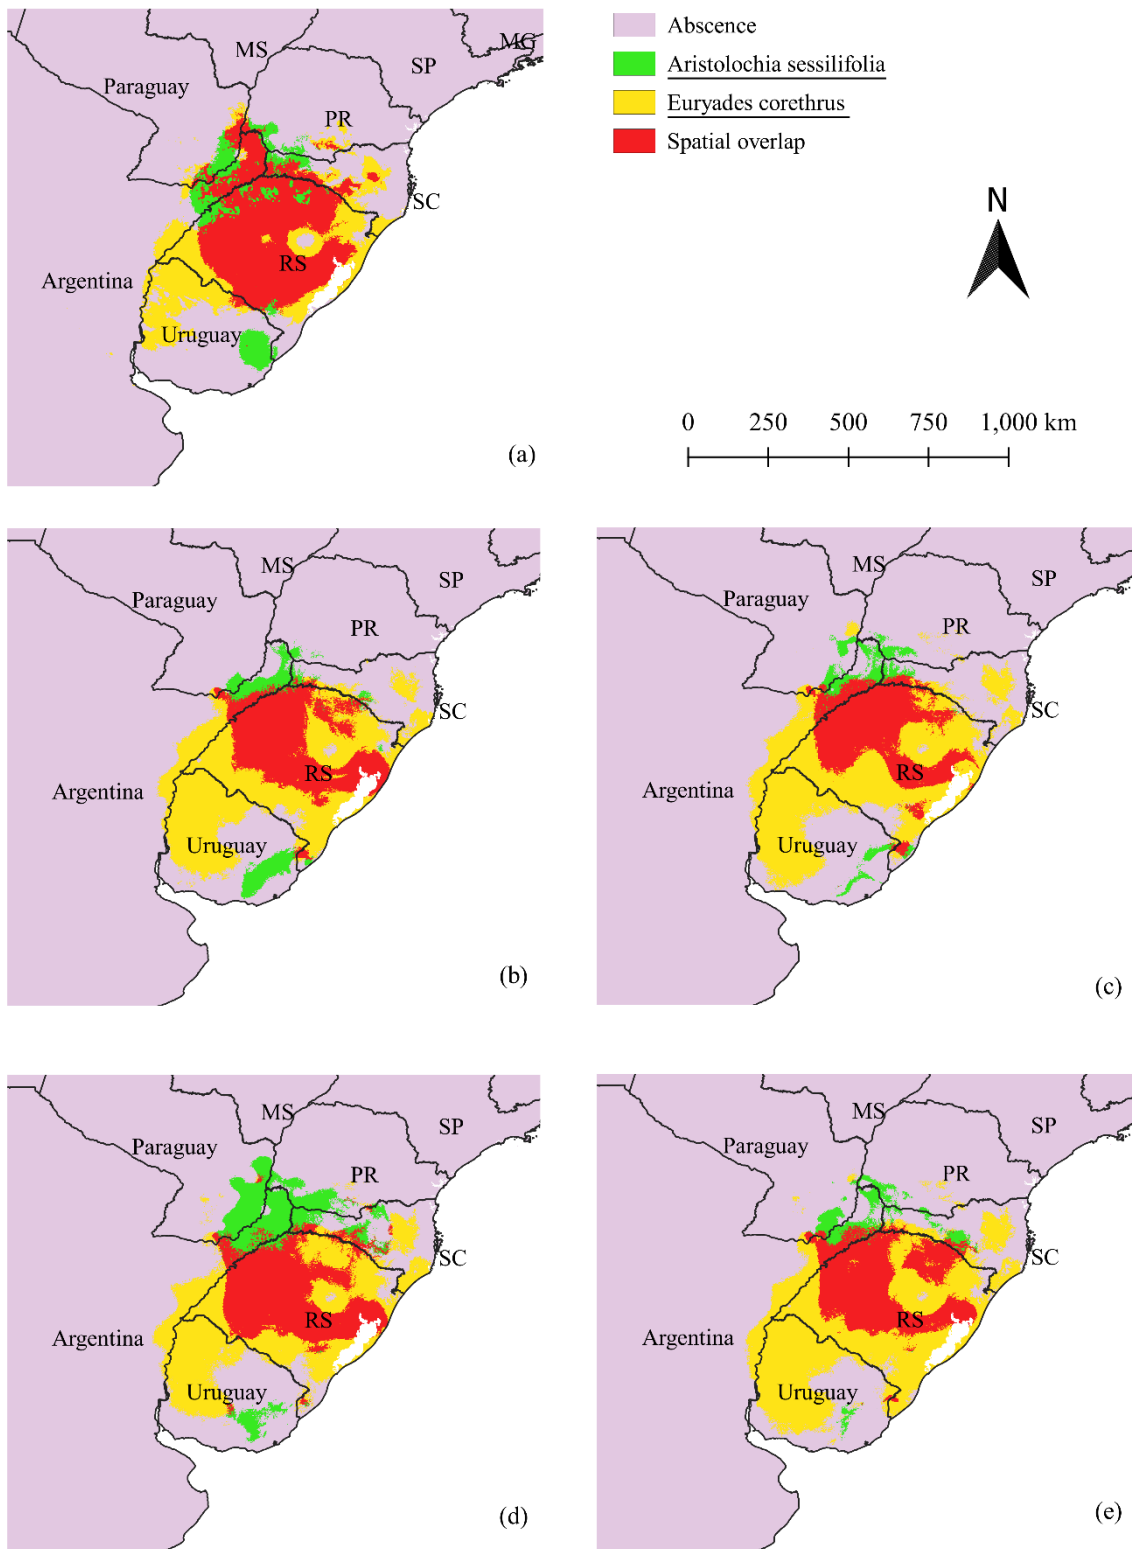 MS
MG
SP
Paraguay
PR
SC
Argentina
RS
Uruguay
(a)
Abscence
Aristolochia sessilifolia
Euryades corethrus
Spatial overlap
N
0 250 500 750 1,000 km
MS
SP
Paraguay
PR
SC
RS
Argentina
Uruguay
(b)
MS
SP
Paraguay
PR
SC
RS
Argentina
Uruguay
(c)
MS
SP
Paraguay
PR
SC
RS
Argentina
Uruguay
(d)
MS
SP
Paraguay
PR
SC
RS
Argentina
Uruguay
(e)